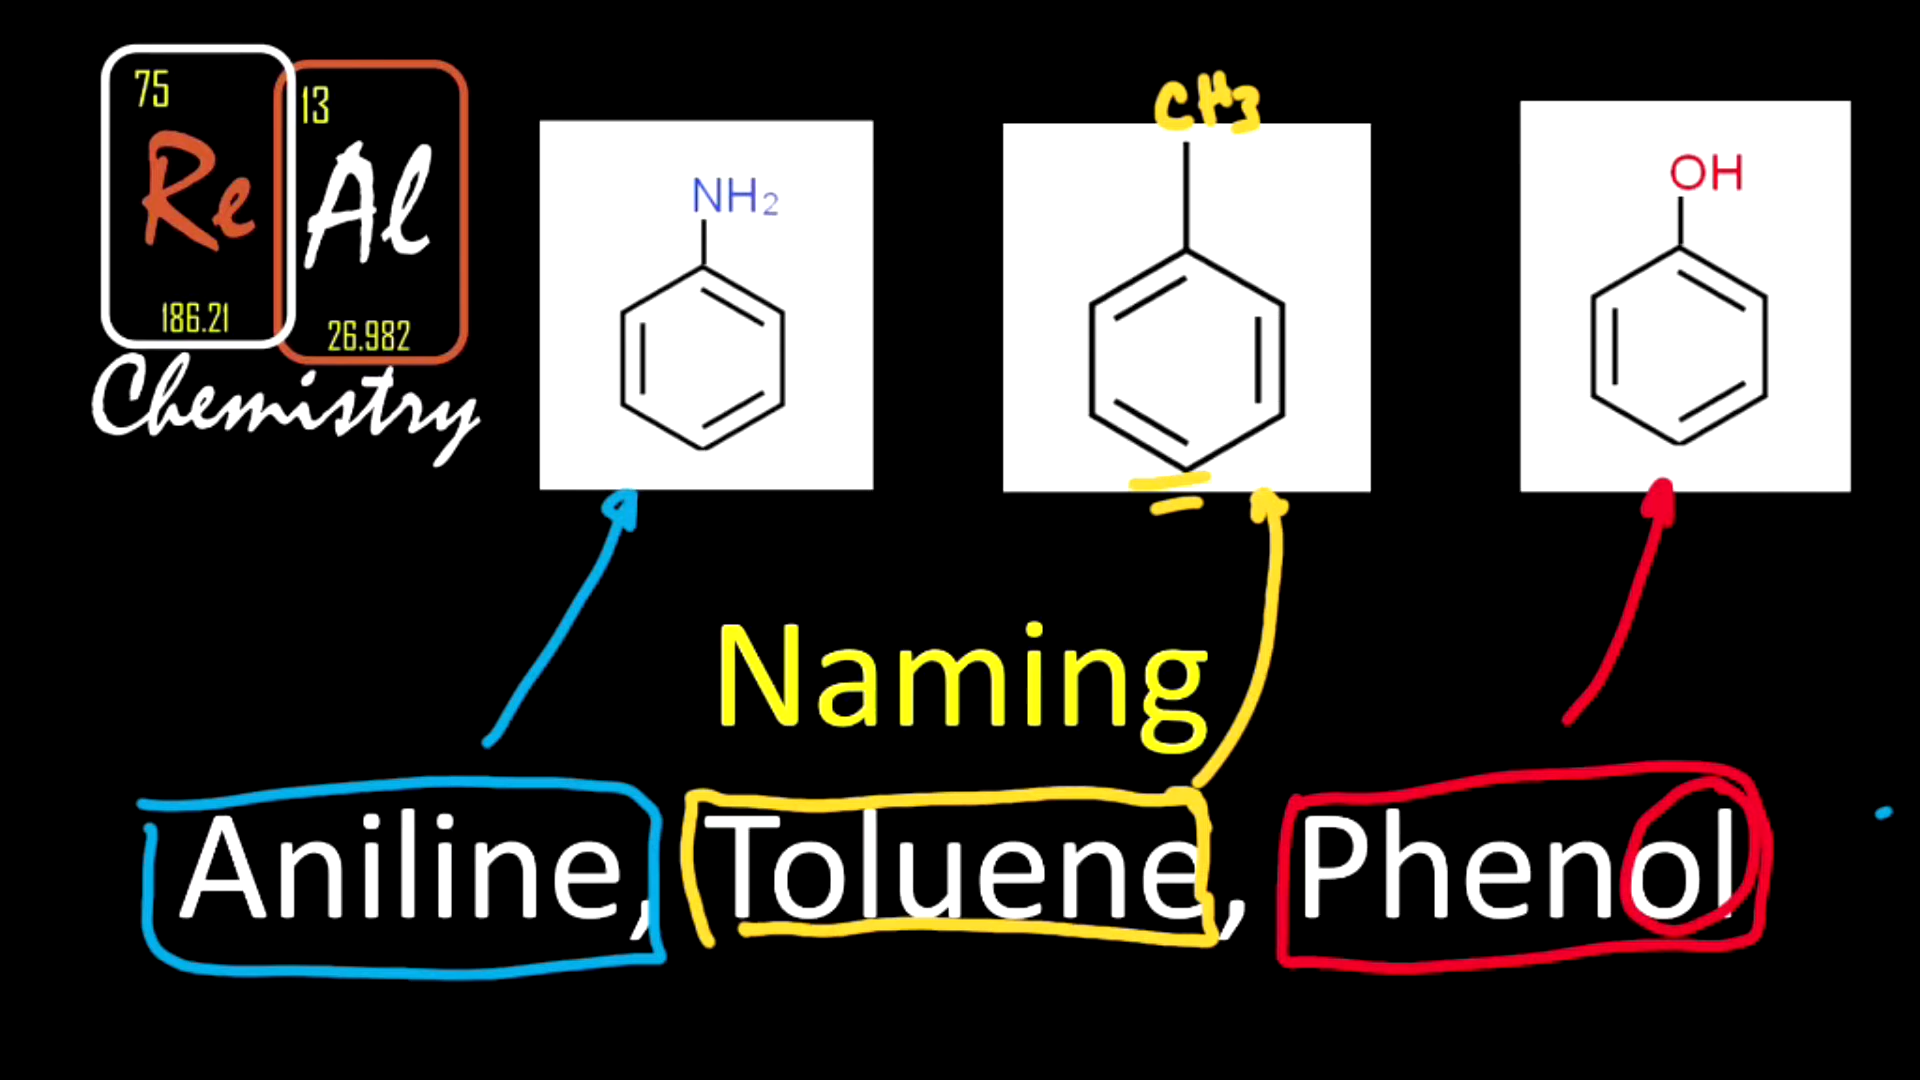 75
Re
186.21
13
Al
26.982
Chemistry
NH₂
CH3
OH
Naming
Aniline, Toluene, Phenol